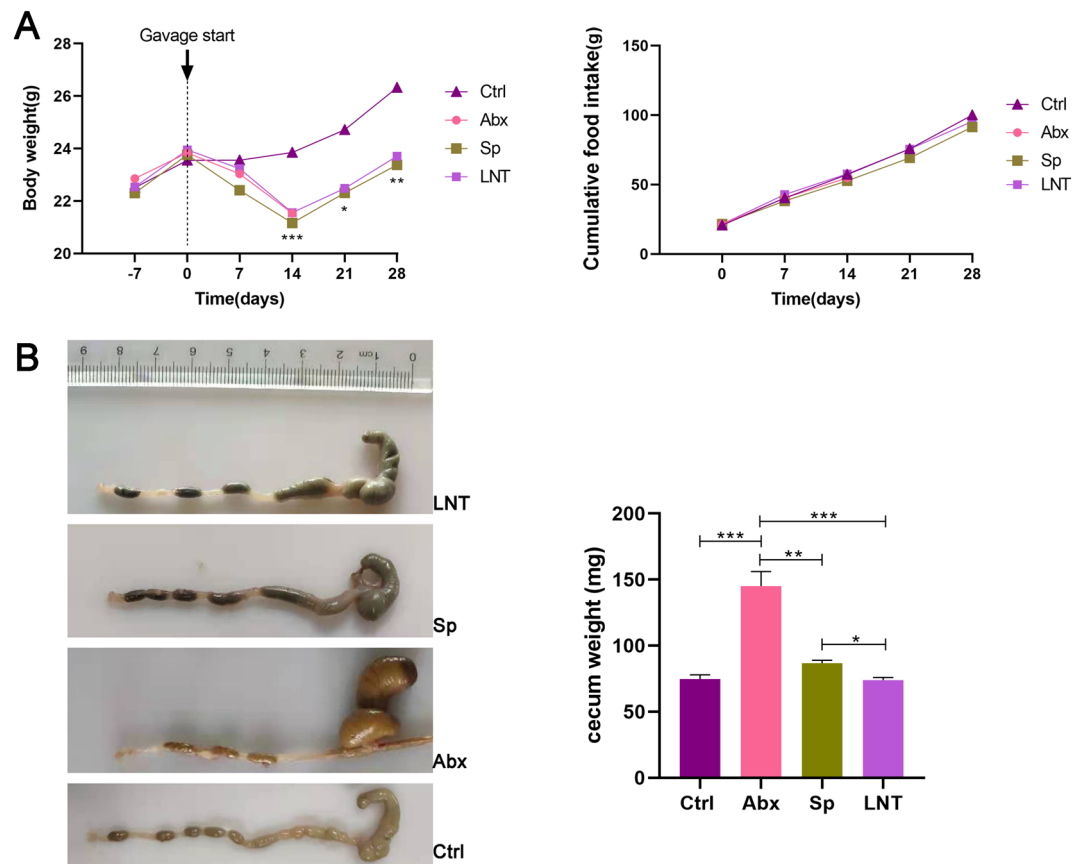 A
Gavage start
Body weight(g)
28
26
24
22
20
-7 0 7 14 21 28
Time(days)
***
*
**
Ctrl
Abx
Sp
LNT
Cumulative food intake(g)
150
100
50
0
0 7 14 21 28
Time(days)
Ctrl
Abx
Sp
LNT
B
9 8 7 6 5 4 3 2 1cm 0
LNT
Sp
Abx
Ctrl
cecum weight (mg)
200
150
100
50
0
***
***
**
*
Ctrl Abx Sp LNT